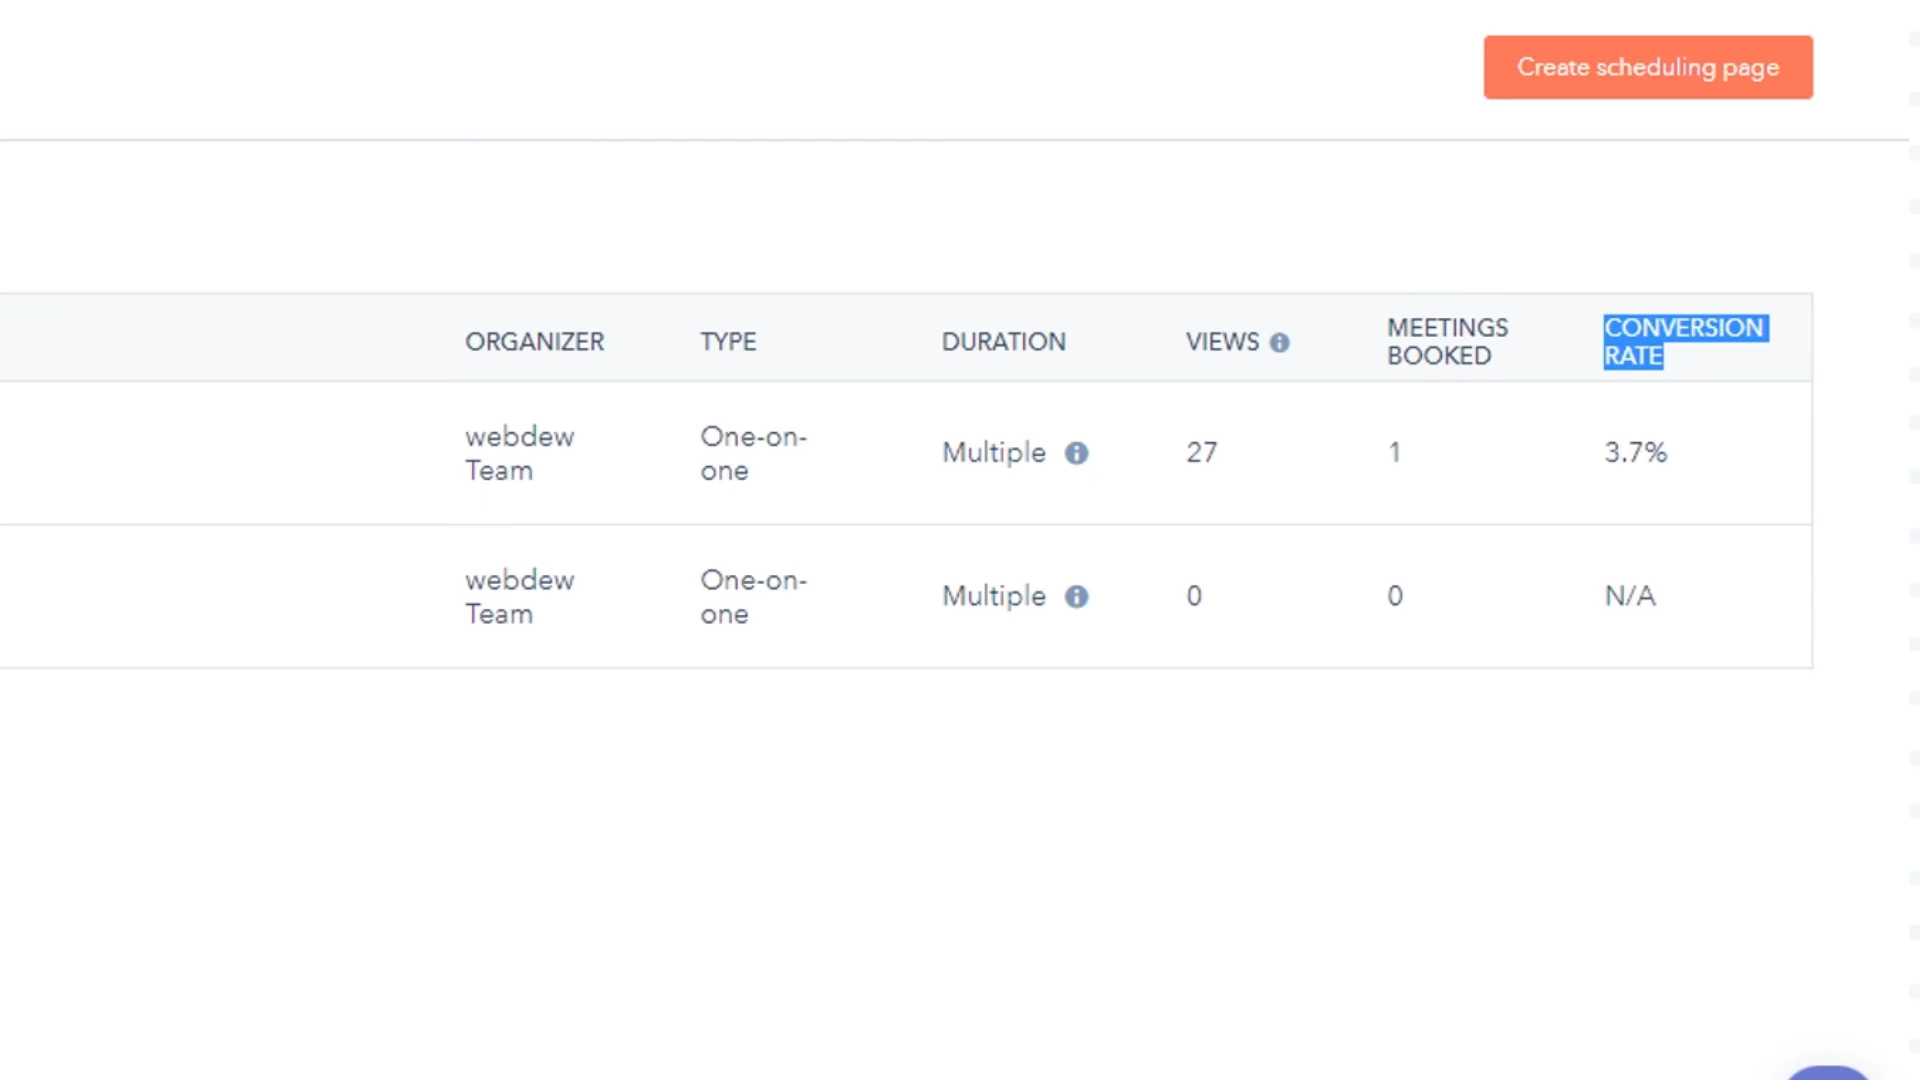 Create scheduling page
ORGANIZER TYPE DURATION VIEWS MEETINGS BOOKED CONVERSION RATE
webdew Team One-on-one Multiple 27 1 3.7%
webdew Team One-on-one Multiple 0 0 N/A